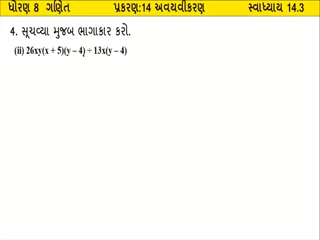 ધોરણ 8 ગણિત પ્રકરણ:14 અવયવીકરણ સ્વાધ્યાય 14.3
4. સૂચવ્યા મુજબ ભાગાકાર કરો.
(ii) 26xy(x + 5)(y – 4) ÷ 13x(y – 4)